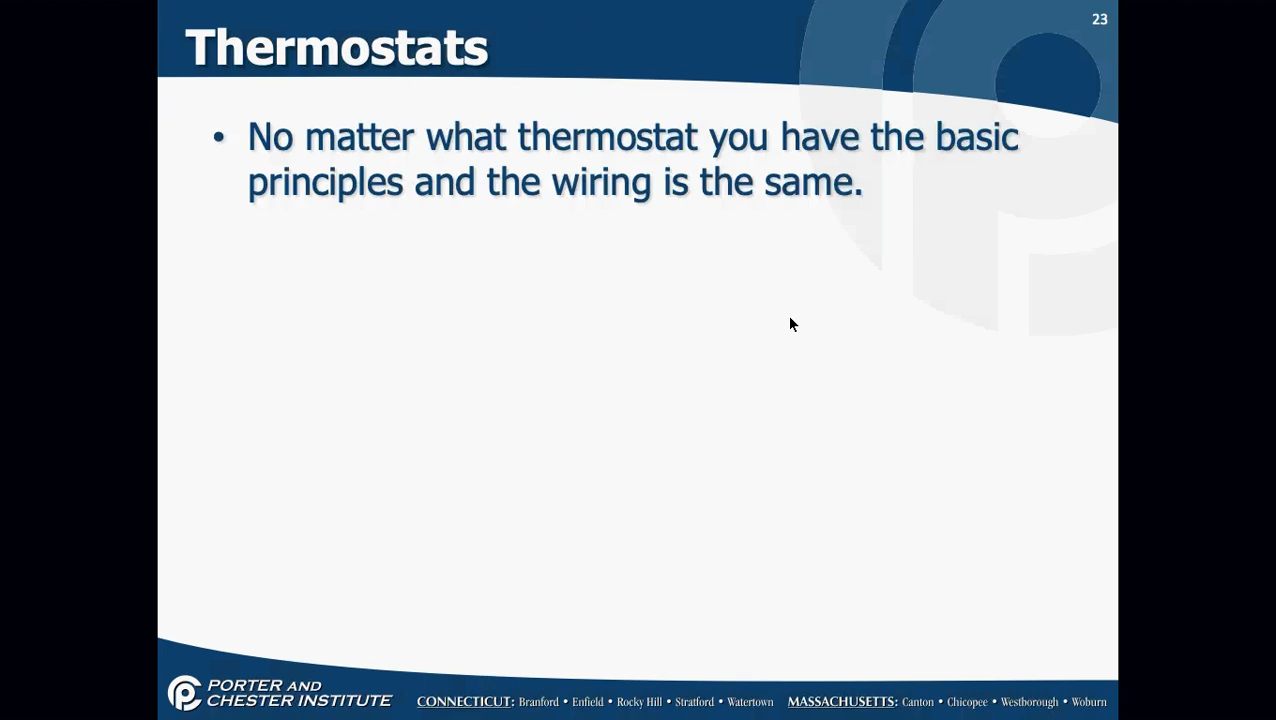 23
Thermostats
• No matter what thermostat you have the basic
principles and the wiring is the same.
PORTER AND
CHESTER INSTITUTE
CONNECTICUT: Branford • Enfield • Rocky Hill • Stratford • Watertown MASSACHUSETTS: Canton • Chicopee • Westborough • Woburn